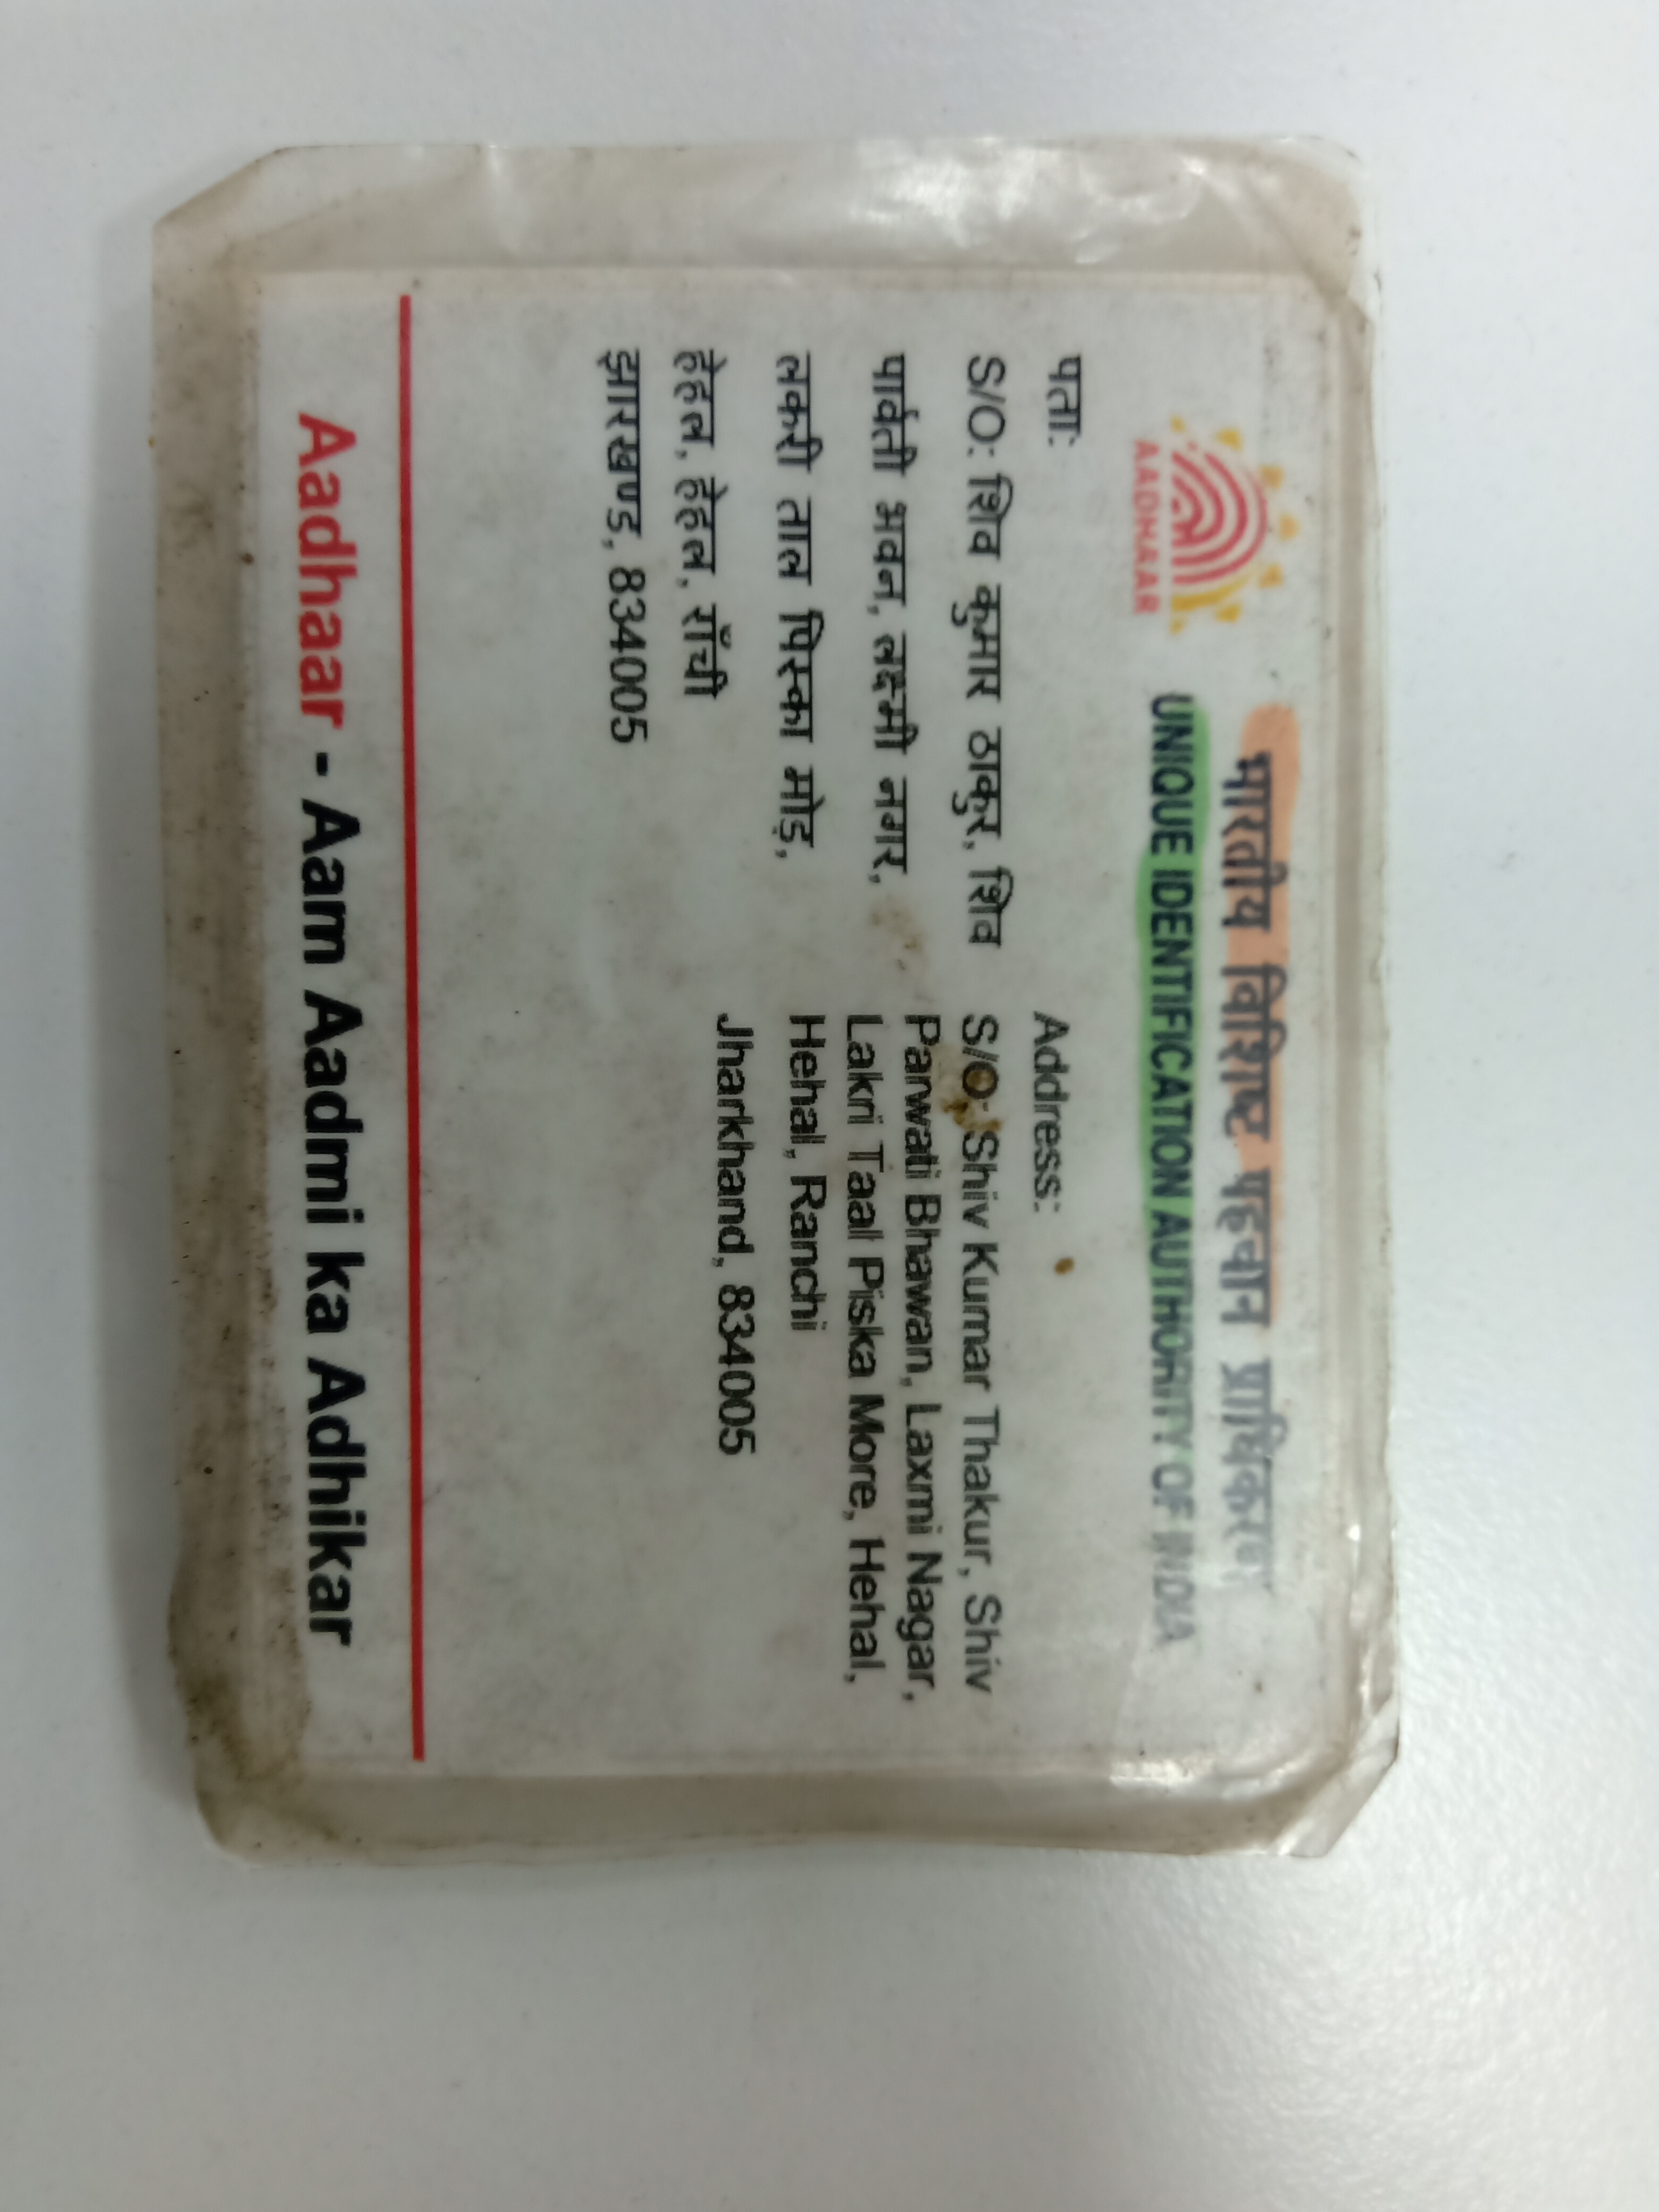 भारतीय विशिष्ट पहचान प्राधिकरण
UNIQUE IDENTIFICATION AUTHORITY OF INDIA
AADHAAR
पता:
S/O: शिव कुमार ठाकुर, शिव
पार्वती भवन, लक्ष्मी नगर,
लकरी ताल पिस्का मोड़,
हेहल, हेहल, राँची
झारखण्ड, 834005
Address:
S/O: Shiv Kumar Thakur, Shiv
Parwati Bhawan, Laxmi Nagar,
Lakri Taal Piska More, Hehal,
Hehal, Ranchi
Jharkhand, 834005
Aadhaar - Aam Aadmi ka Adhikar